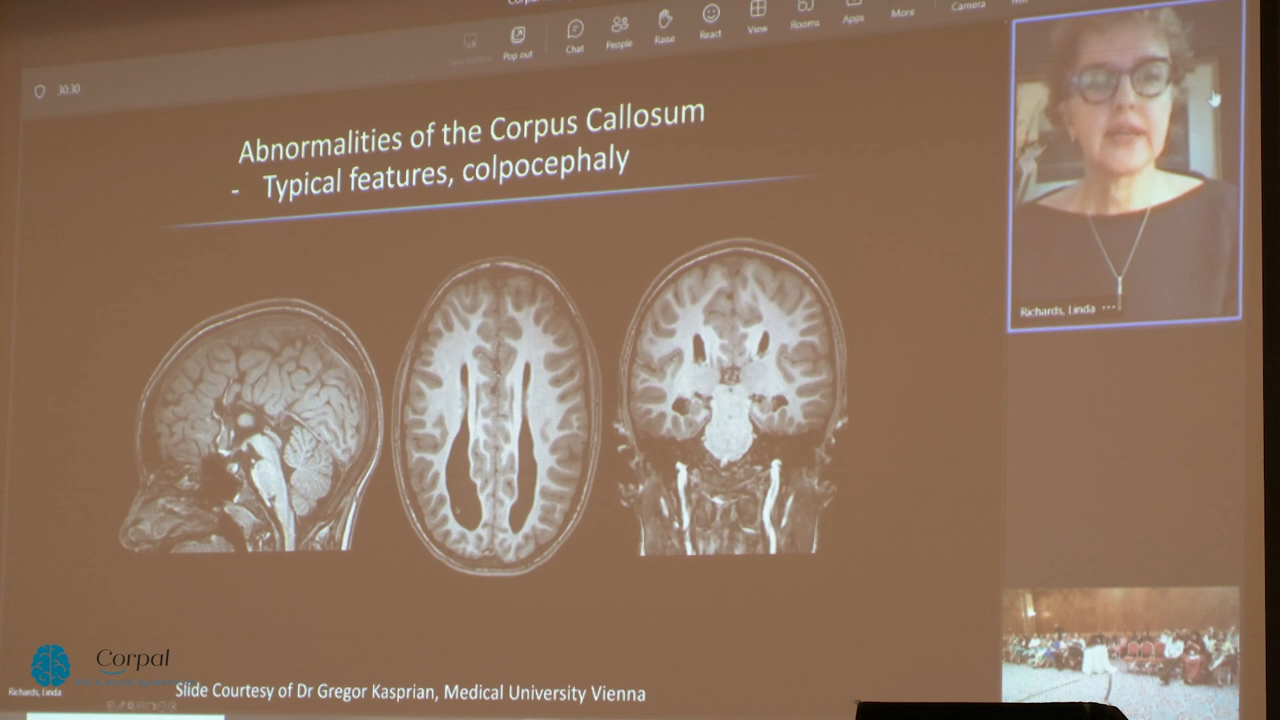 Pop out
Chat
People
Raise
React
View
Rooms
Apps
More
Camera
30:30
Abnormalities of the Corpus Callosum
- Typical features, colpocephaly
Richards, Linda
Corpal
Richards, Linda
Slide Courtesy of Dr Gregor Kasprian, Medical University Vienna